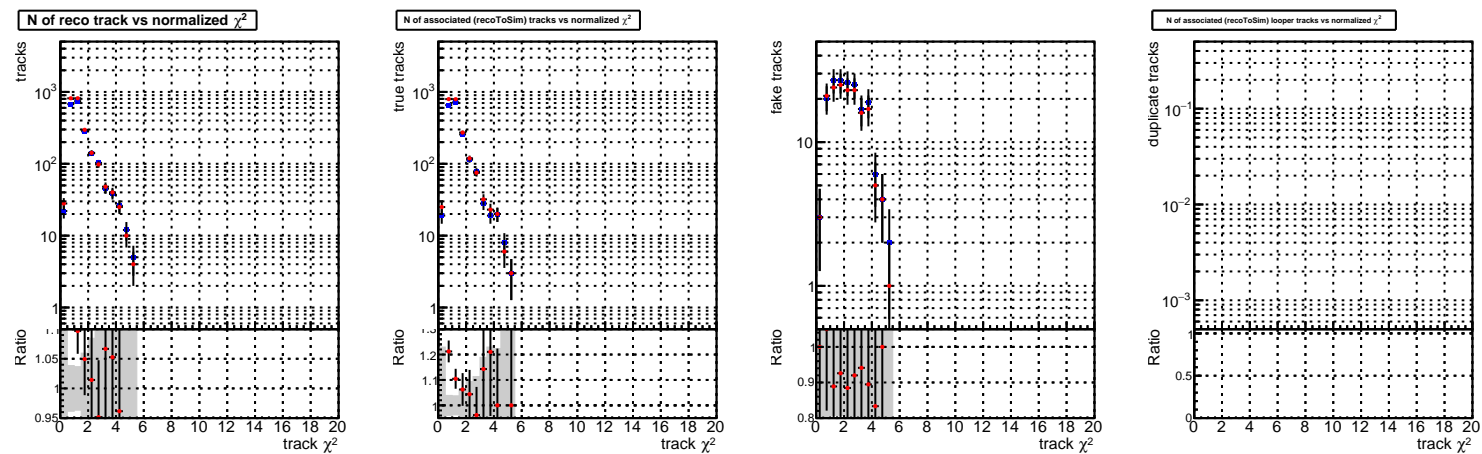 N of reco track vs normalized χ²
tracks
10³
10²
10
1
Ratio
1.1
1.05
1
0.95
0 2 4 6 8 10 12 14 16 18 20
track χ²
N of associated (recoToSim) tracks vs normalized χ²
true tracks
10³
10²
10
1
Ratio
1.3
1.2
1.1
1
0 2 4 6 8 10 12 14 16 18 20
track χ²
fake tracks
10
1
Ratio
1
0.9
0.8
0 2 4 6 8 10 12 14 16 18 20
track χ²
N of associated (recoToSim) looper tracks vs normalized χ²
duplicate tracks
10⁻¹
10⁻²
10⁻³
Ratio
1
0.5
0
0 2 4 6 8 10 12 14 16 18 20
track χ²